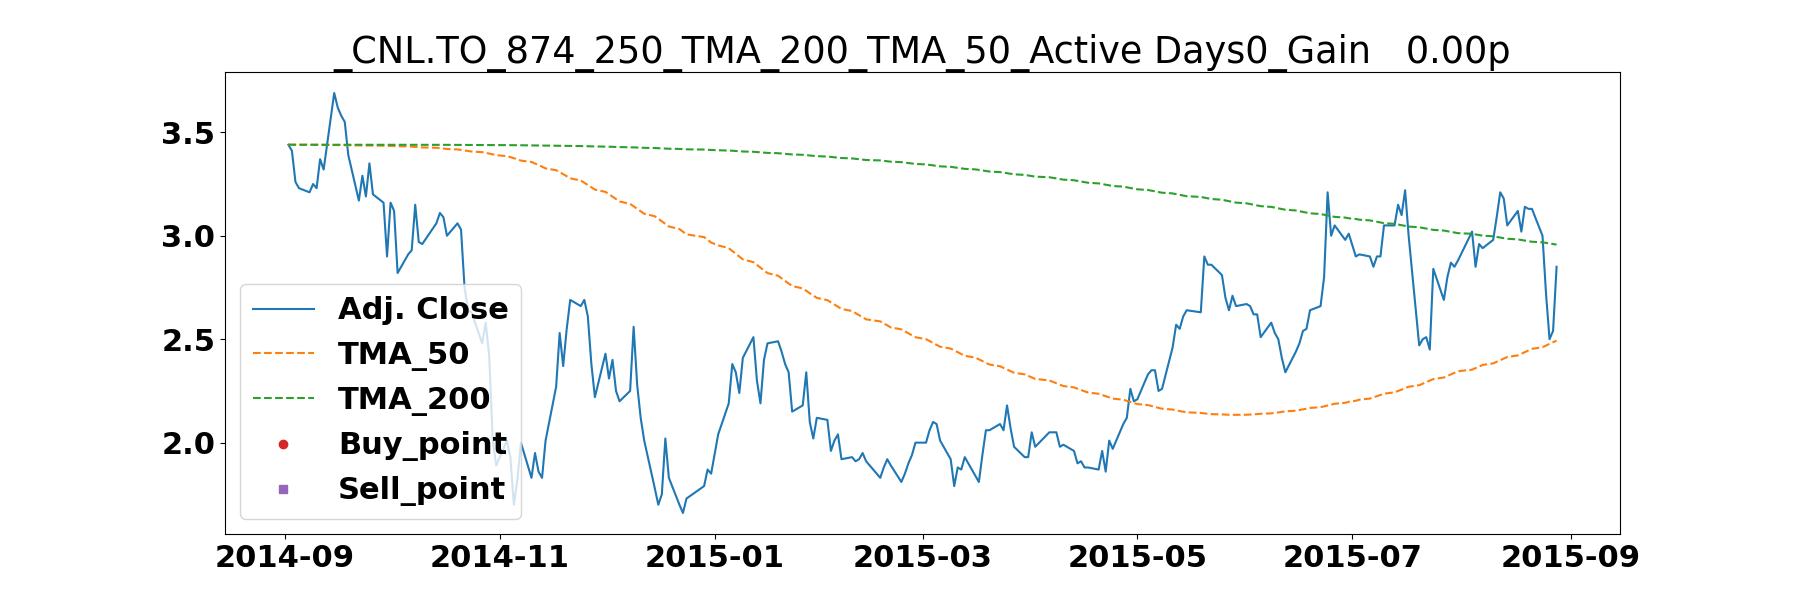 _CNL.TO_874_250_TMA_200_TMA_50_Active Days0_Gain   0.00p
3.5
3.0
2.5
2.0
Adj. Close
TMA_50
TMA_200
Buy_point
Sell_point
2014-09 2014-11 2015-01 2015-03 2015-05 2015-07 2015-09